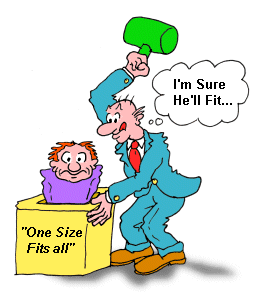 I'm Sure
He'll Fit...
"One Size
Fits all"